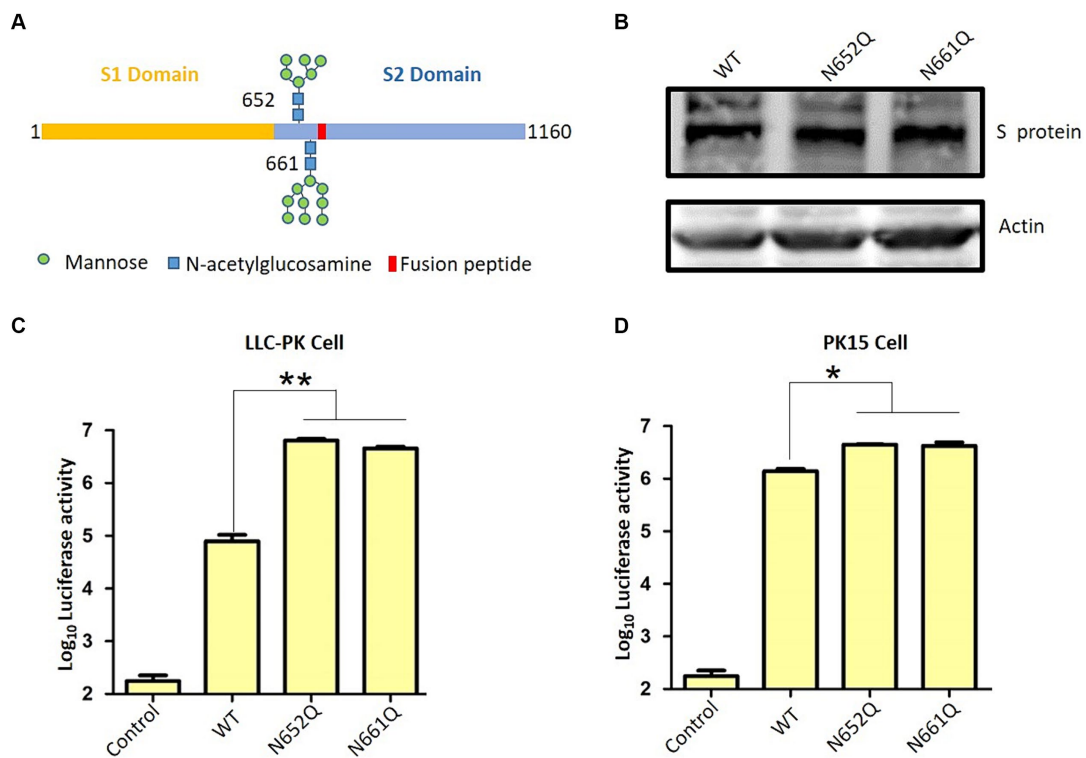 A
S1 Domain
S2 Domain
652
1
1160
661
Mannose
N-acetylglucosamine
Fusion peptide
B
WT
N652Q
N661Q
S protein
Actin
C
LLC-PK Cell
**
Log10 Luciferase activity
7
6
5
4
3
2
Control
WT
N652Q
N661Q
D
PK15 Cell
*
Log10 Luciferase activity
7
6
5
4
3
2
Control
WT
N652Q
N661Q